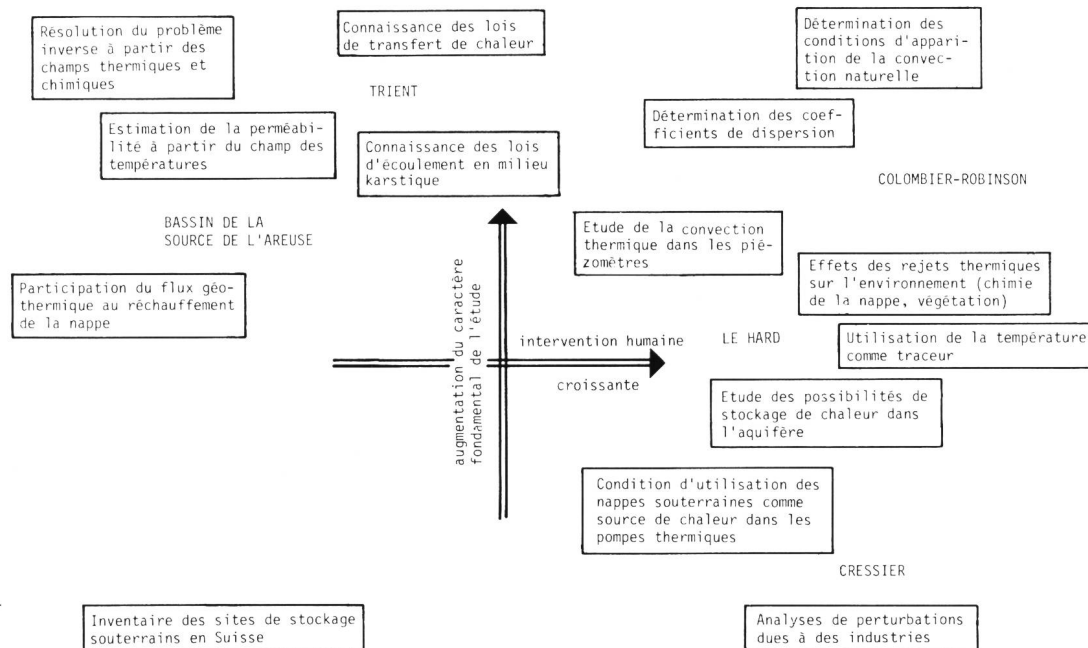 Résolution du problème
inverse à partir des
champs thermiques et
chimiques
Connaissance des lois
de transfert de chaleur
Détermination des
conditions d'appari-
tion de la convec-
tion naturelle
TRIENT
Estimation de la perméabi-
lité à partir du champ des
températures
Connaissance des lois
d'écoulement en milieu
karstique
Détermination des coef-
ficients de dispersion
COLOMBIER-ROBINSON
BASSIN DE LA
SOURCE DE L'AREUSE
Etude de la convection
thermique dans les pié-
zomètres
Participation du flux géo-
thermique au réchauffement
de la nappe
Effets des rejets thermiques
sur l'environnement (chimie
de la nappe, végétation)
augmentation du caractère
fondamental de l'étude
intervention humaine
croissante
LE HARD
Utilisation de la température
comme traceur
Etude des possibilités de
stockage de chaleur dans
l'aquifère
Condition d'utilisation des
nappes souterraines comme
source de chaleur dans les
pompes thermiques
CRESSIER
Inventaire des sites de stockage
souterrains en Suisse
Analyses de perturbations
dues à des industries